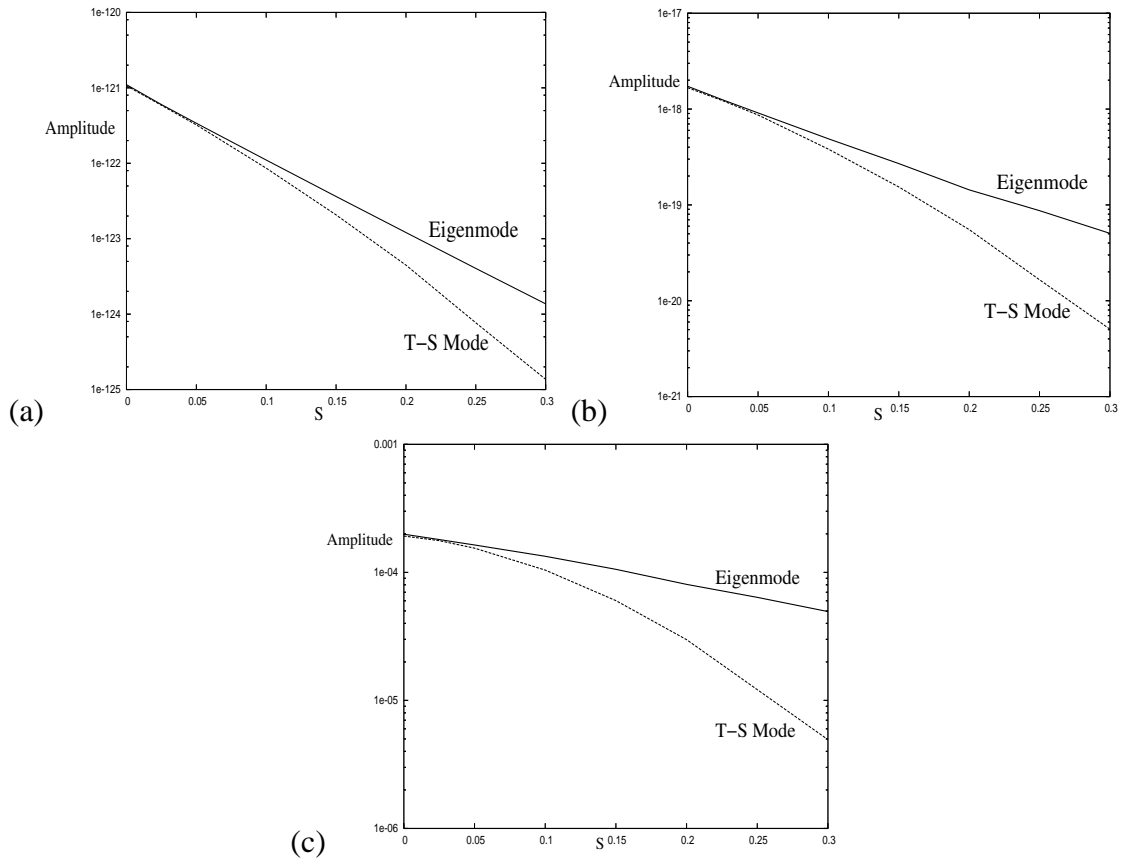 1e-120
1e-121
Amplitude
1e-122
1e-123
Eigenmode
1e-124
T-S Mode
1e-125
0 0.05 0.1 0.15 0.2 0.25 0.3
S
(a)
1e-17
Amplitude
1e-18
Eigenmode
1e-19
1e-20
T-S Mode
1e-21
0 0.05 0.1 0.15 0.2 0.25 0.3
S
(b)
0.001
Amplitude
1e-04
Eigenmode
1e-05
T-S Mode
1e-06
0 0.05 0.1 0.15 0.2 0.25 0.3
S
(c)